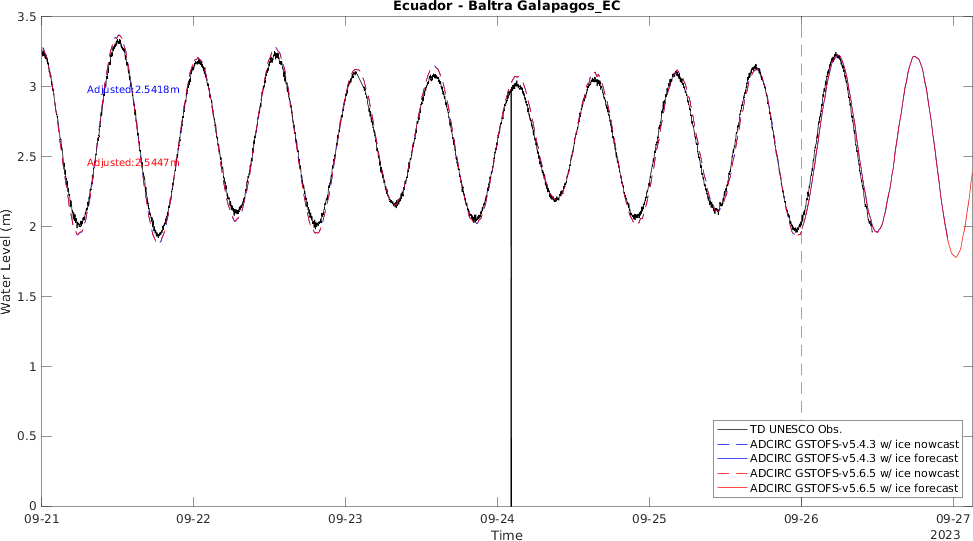 Ecuador - Baltra Galapagos_EC
3.5
3
2.5
2
1.5
1
0.5
0
Water Level (m)
Adjusted:2.5418m
Adjusted:2.5447m
TD UNESCO Obs.
ADCIRC GSTOFS-v5.4.3 w/ ice nowcast
ADCIRC GSTOFS-v5.4.3 w/ ice forecast
ADCIRC GSTOFS-v5.6.5 w/ ice nowcast
ADCIRC GSTOFS-v5.6.5 w/ ice forecast
09-21 09-22 09-23 09-24 09-25 09-26 09-27
Time
2023